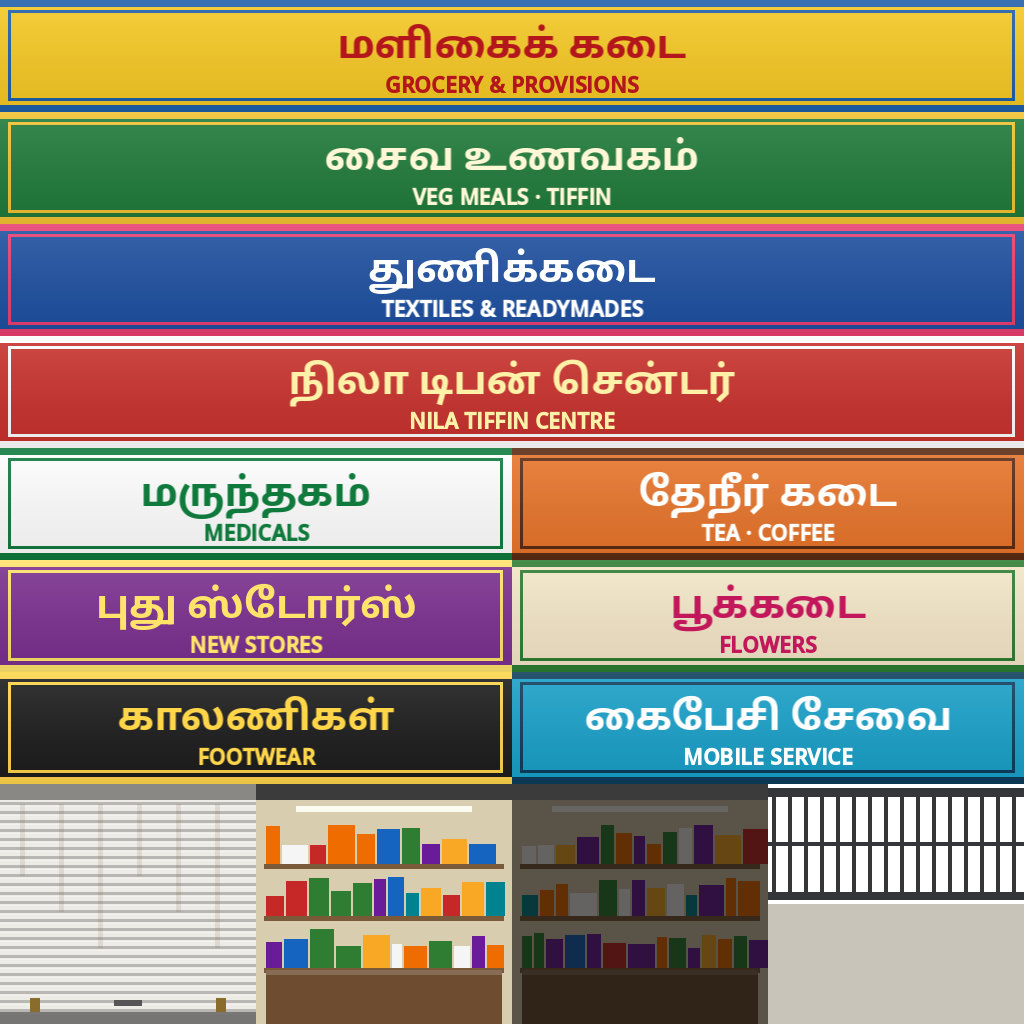 மளிகைக் கடை
GROCERY & PROVISIONS
சைவ உணவகம்
VEG MEALS · TIFFIN
துணிக்கடை
TEXTILES & READYMADES
நிலா டிபன் சென்டர்
NILA TIFFIN CENTRE
மருந்தகம்
MEDICALS
தேநீர் கடை
TEA · COFFEE
புது ஸ்டோர்ஸ்
NEW STORES
பூக்கடை
FLOWERS
காலணிகள்
FOOTWEAR
கைபேசி சேவை
MOBILE SERVICE